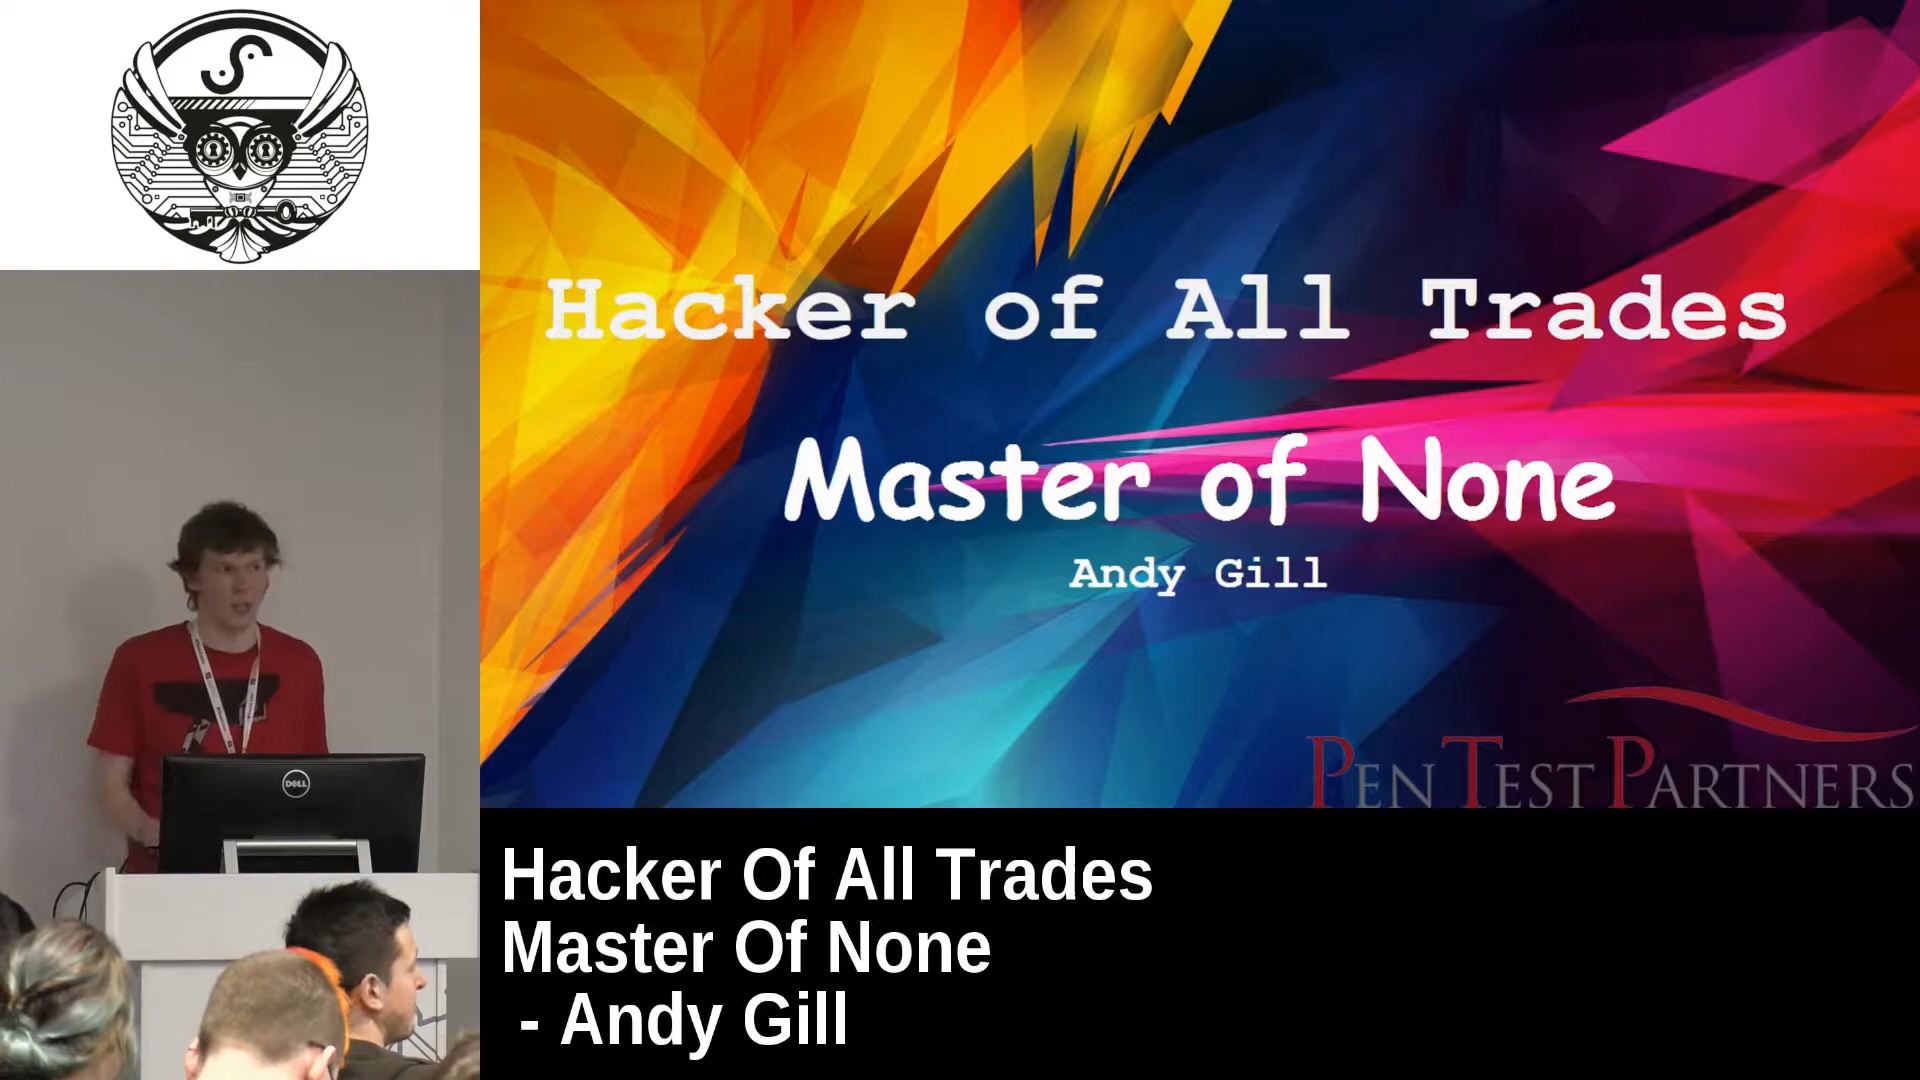 Hacker of All Trades
Master of None
Andy Gill
PEN TEST PARTNERS
DELL
Hacker Of All Trades
Master Of None
- Andy Gill